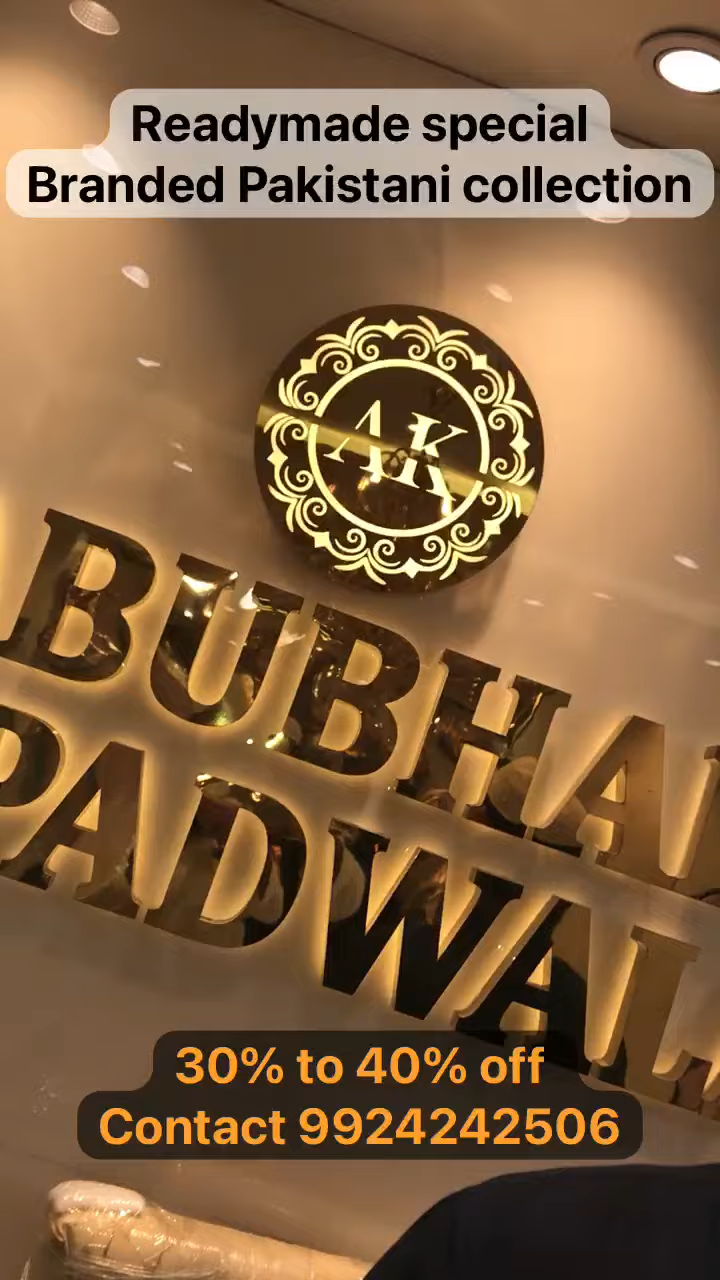 Readymade special
Branded Pakistani collection
AK
BUBHA
PADWAL
30% to 40% off
Contact 9924242506